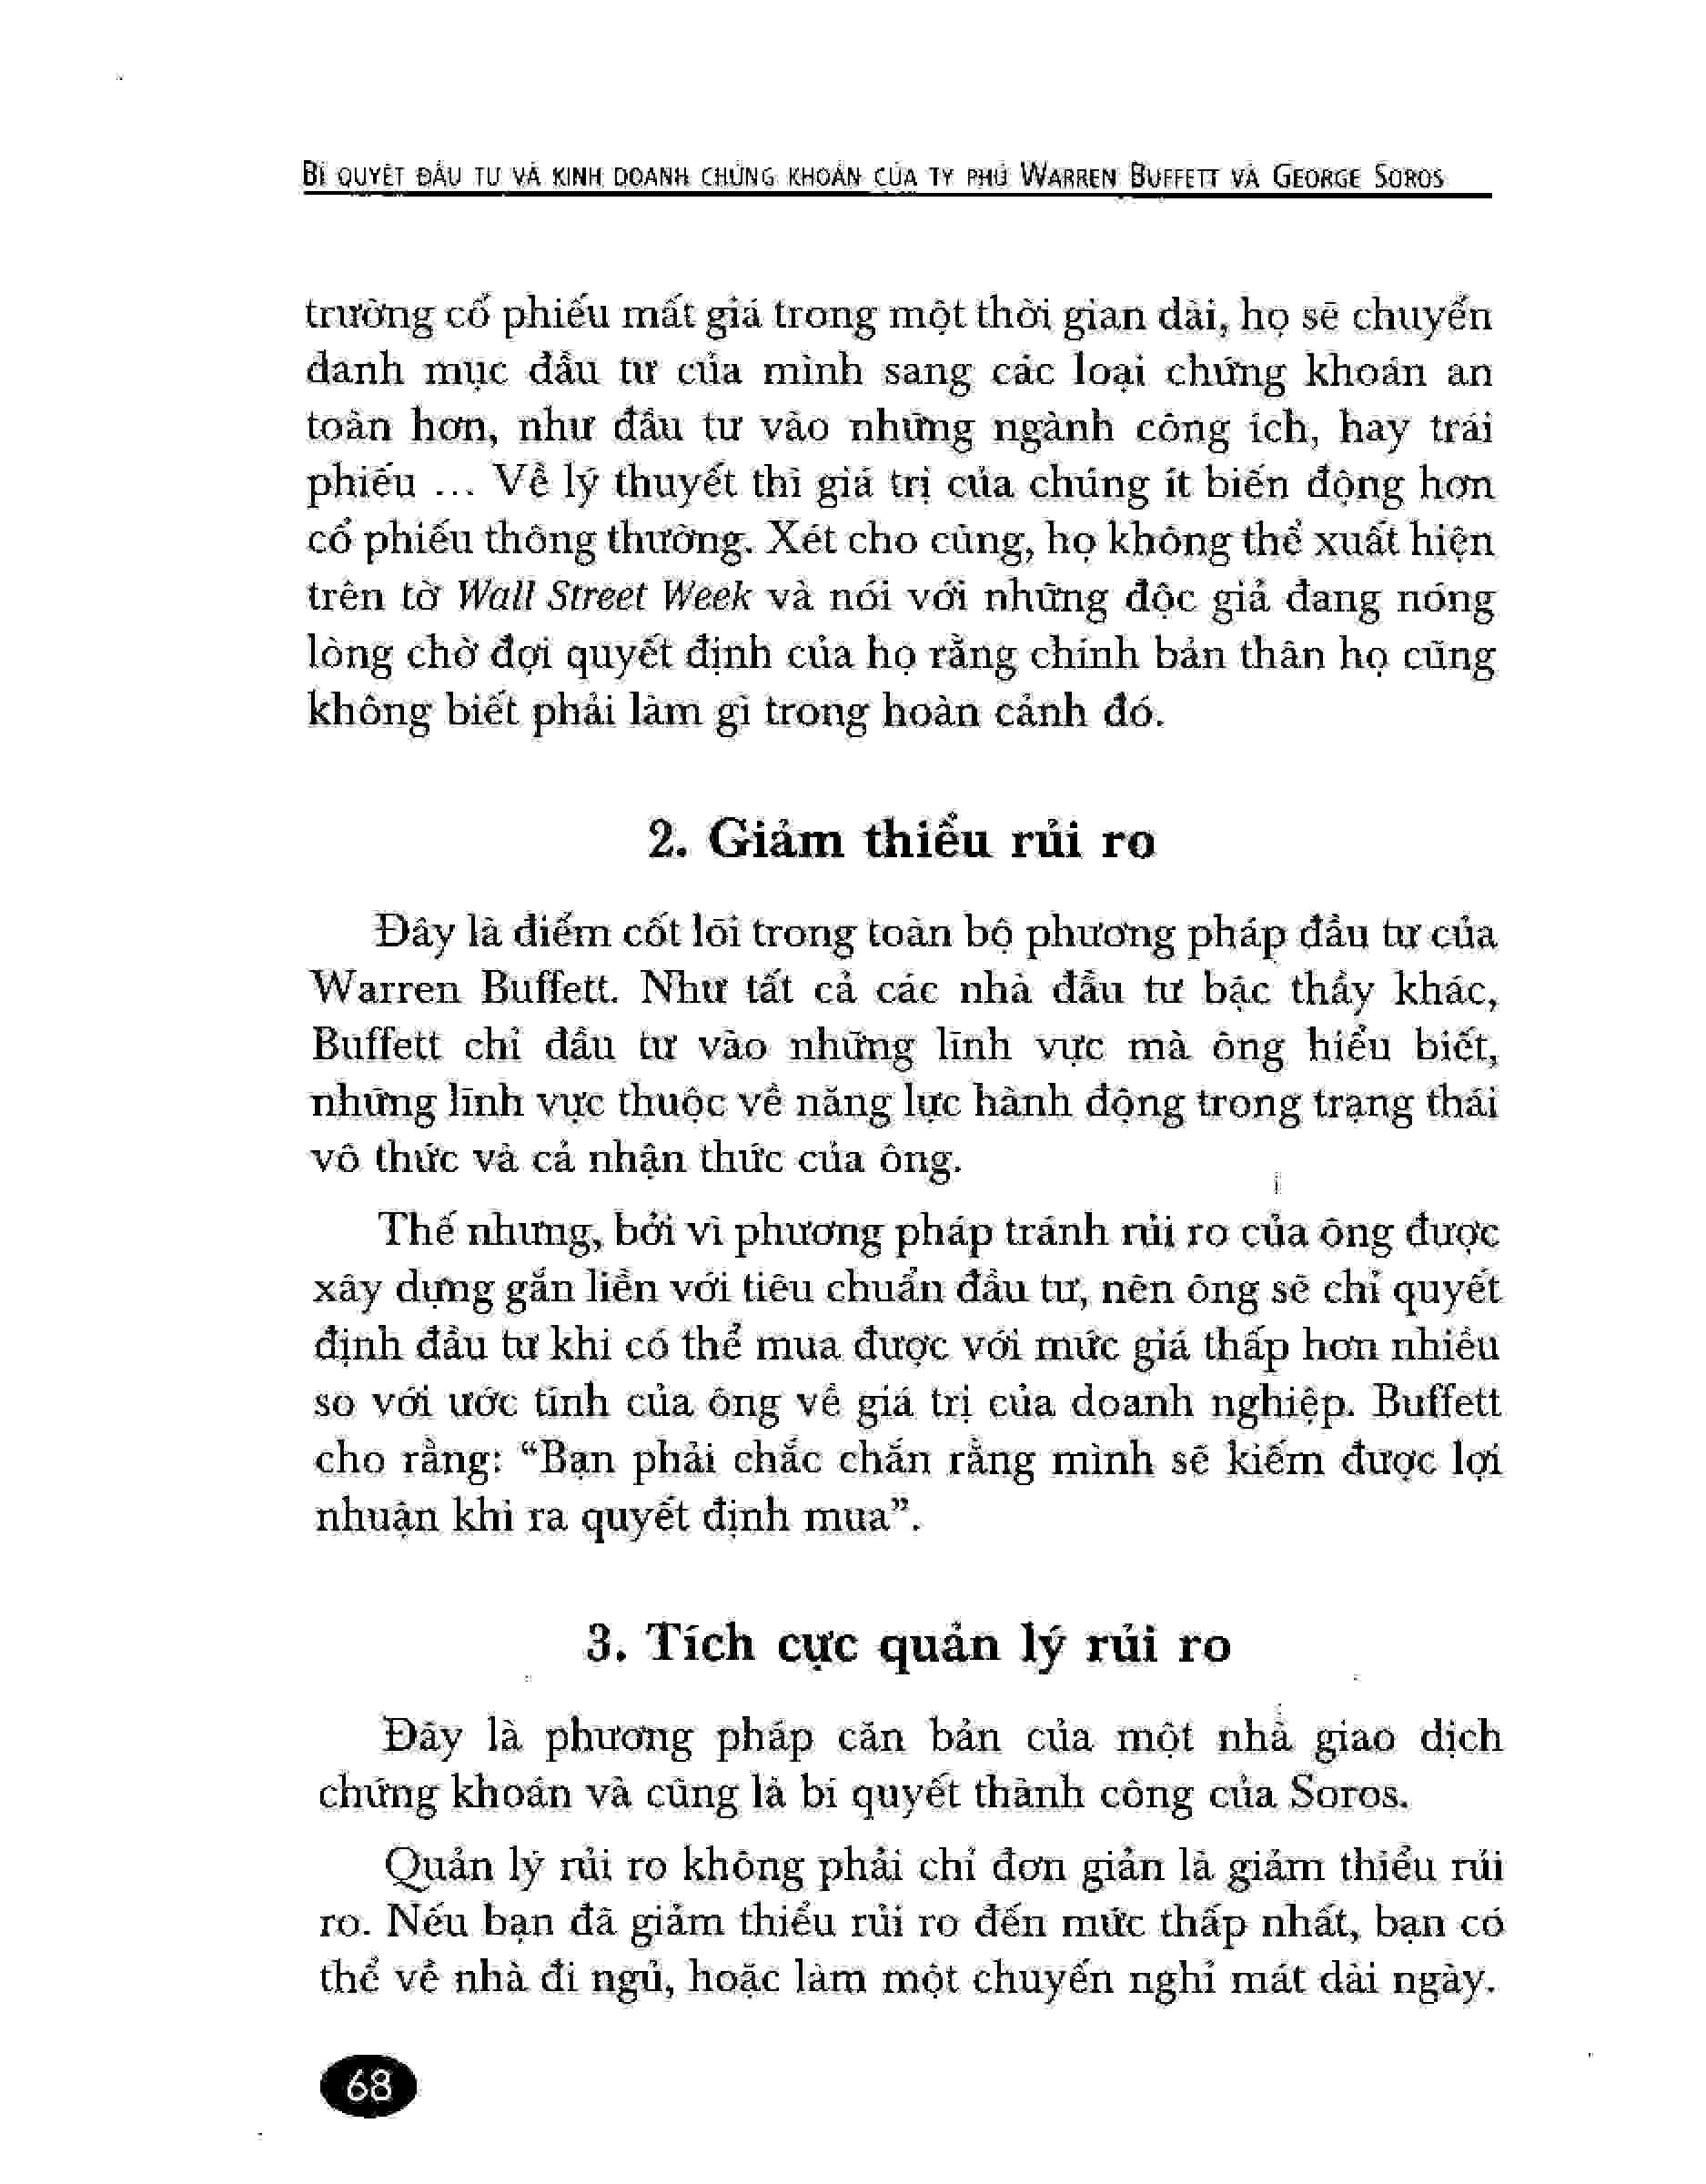 BÍ QUYẾT ĐẦU TƯ VÀ KINH DOANH CHỨNG KHOÁN CỦA TỶ PHÚ WARREN BUFFETT VÀ GEORGE SOROS
trường cổ phiếu mất giá trong một thời gian dài, họ sẽ chuyển
danh mục đầu tư của mình sang các loại chứng khoán an
toàn hơn, như đầu tư vào những ngành công ích, hay trái
phiếu ... Về lý thuyết thì giá trị của chúng ít biến động hơn
cổ phiếu thông thường. Xét cho cùng, họ không thể xuất hiện
trên tờ Wall Street Week và nói với những độc giả đang nóng
lòng chờ đợi quyết định của họ rằng chính bản thân họ cũng
không biết phải làm gì trong hoàn cảnh đó.
2. Giảm thiểu rủi ro
Đây là điểm cốt lõi trong toàn bộ phương pháp đầu tư của
Warren Buffett. Như tất cả các nhà đầu tư bậc thầy khác,
Buffett chỉ đầu tư vào những lĩnh vực mà ông hiểu biết,
những lĩnh vực thuộc về năng lực hành động trong trạng thái
vô thức và cả nhận thức của ông.
Thế nhưng, bởi vì phương pháp tránh rủi ro của ông được
xây dựng gắn liền với tiêu chuẩn đầu tư, nên ông sẽ chỉ quyết
định đầu tư khi có thể mua được với mức giá thấp hơn nhiều
so với ước tính của ông về giá trị của doanh nghiệp. Buffett
cho rằng: “Bạn phải chắc chắn rằng mình sẽ kiếm được lợi
nhuận khi ra quyết định mua”.
3. Tích cực quản lý rủi ro
Đây là phương pháp căn bản của một nhà giao dịch
chứng khoán và cũng là bí quyết thành công của Soros.
Quản lý rủi ro không phải chỉ đơn giản là giảm thiểu rủi
ro. Nếu bạn đã giảm thiểu rủi ro đến mức thấp nhất, bạn có
thể về nhà đi ngủ, hoặc làm một chuyến nghỉ mát dài ngày.
68